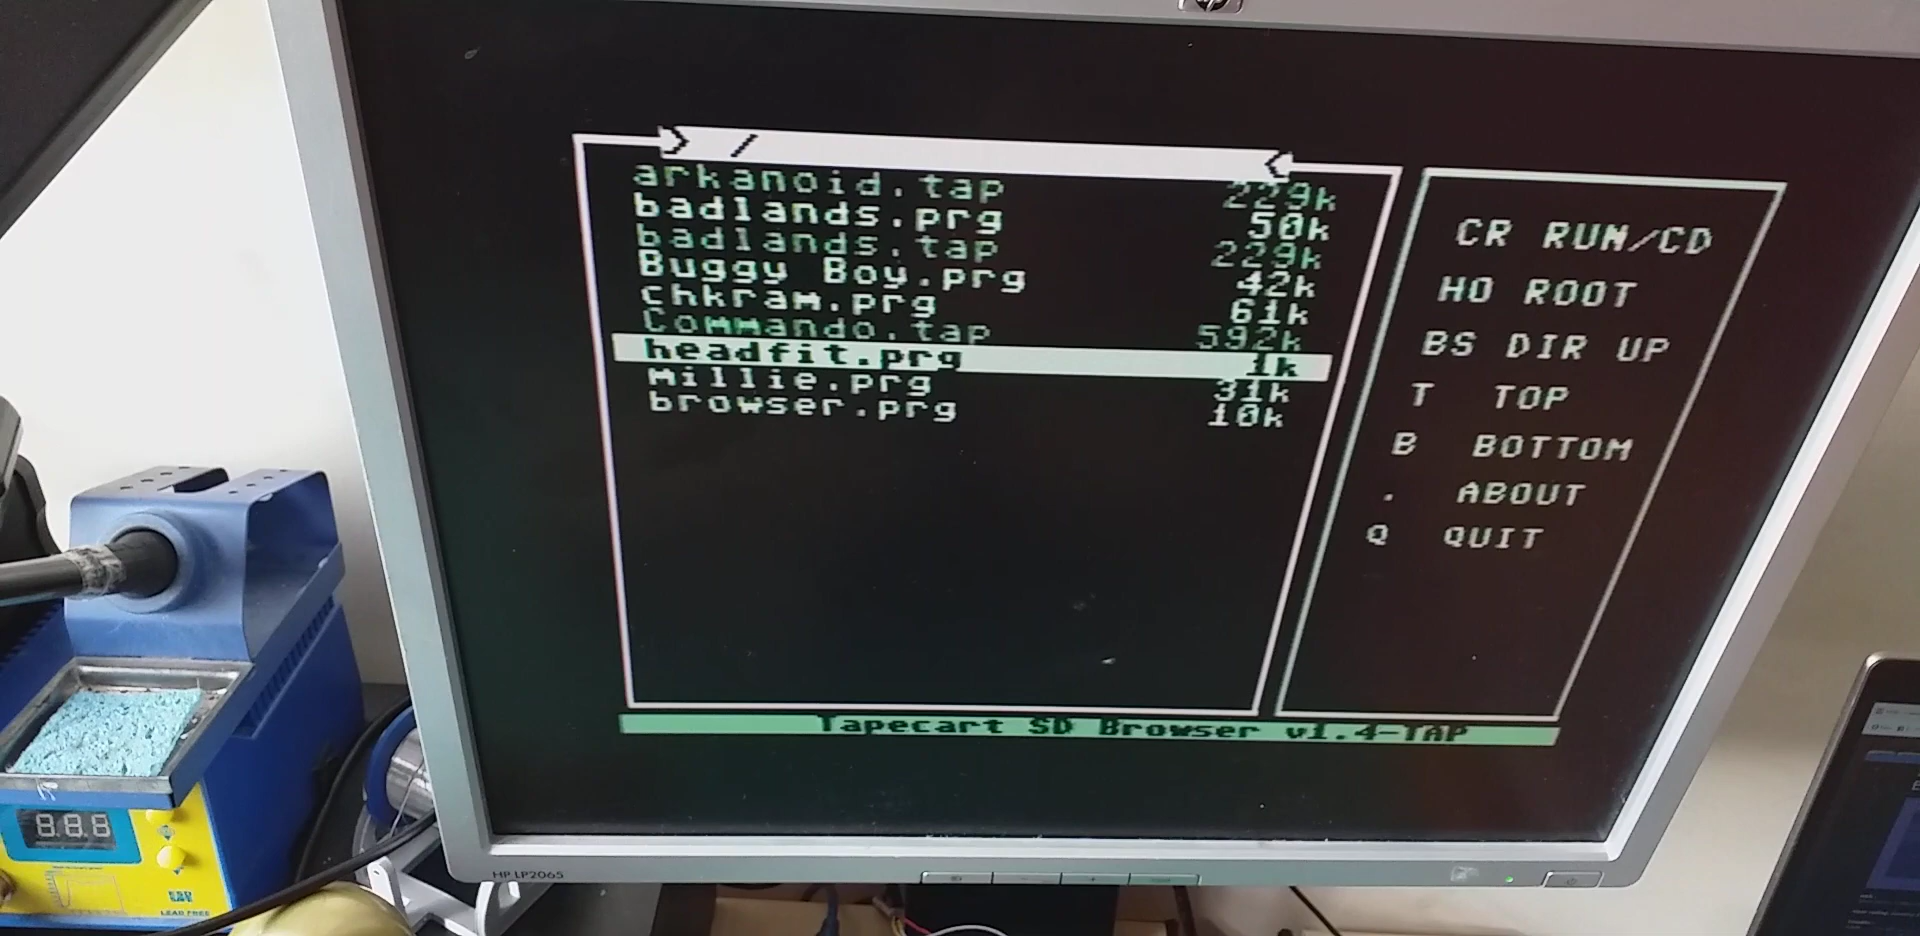 /
arkanoid.tap 229k
badlands.prg 50k
badlands.tap 229k
Buggy Boy.prg 42k
chkram.prg 61k
Commando.tap 592k
headfit.prg 1k
millie.prg 31k
browser.prg 10k
CR RUN/CD
HO ROOT
BS DIR UP
T TOP
B BOTTOM
. ABOUT
Q QUIT
Tapecart SD Browser v1.4-TAP
HP LP2065
8.8.8
LEAD FREE